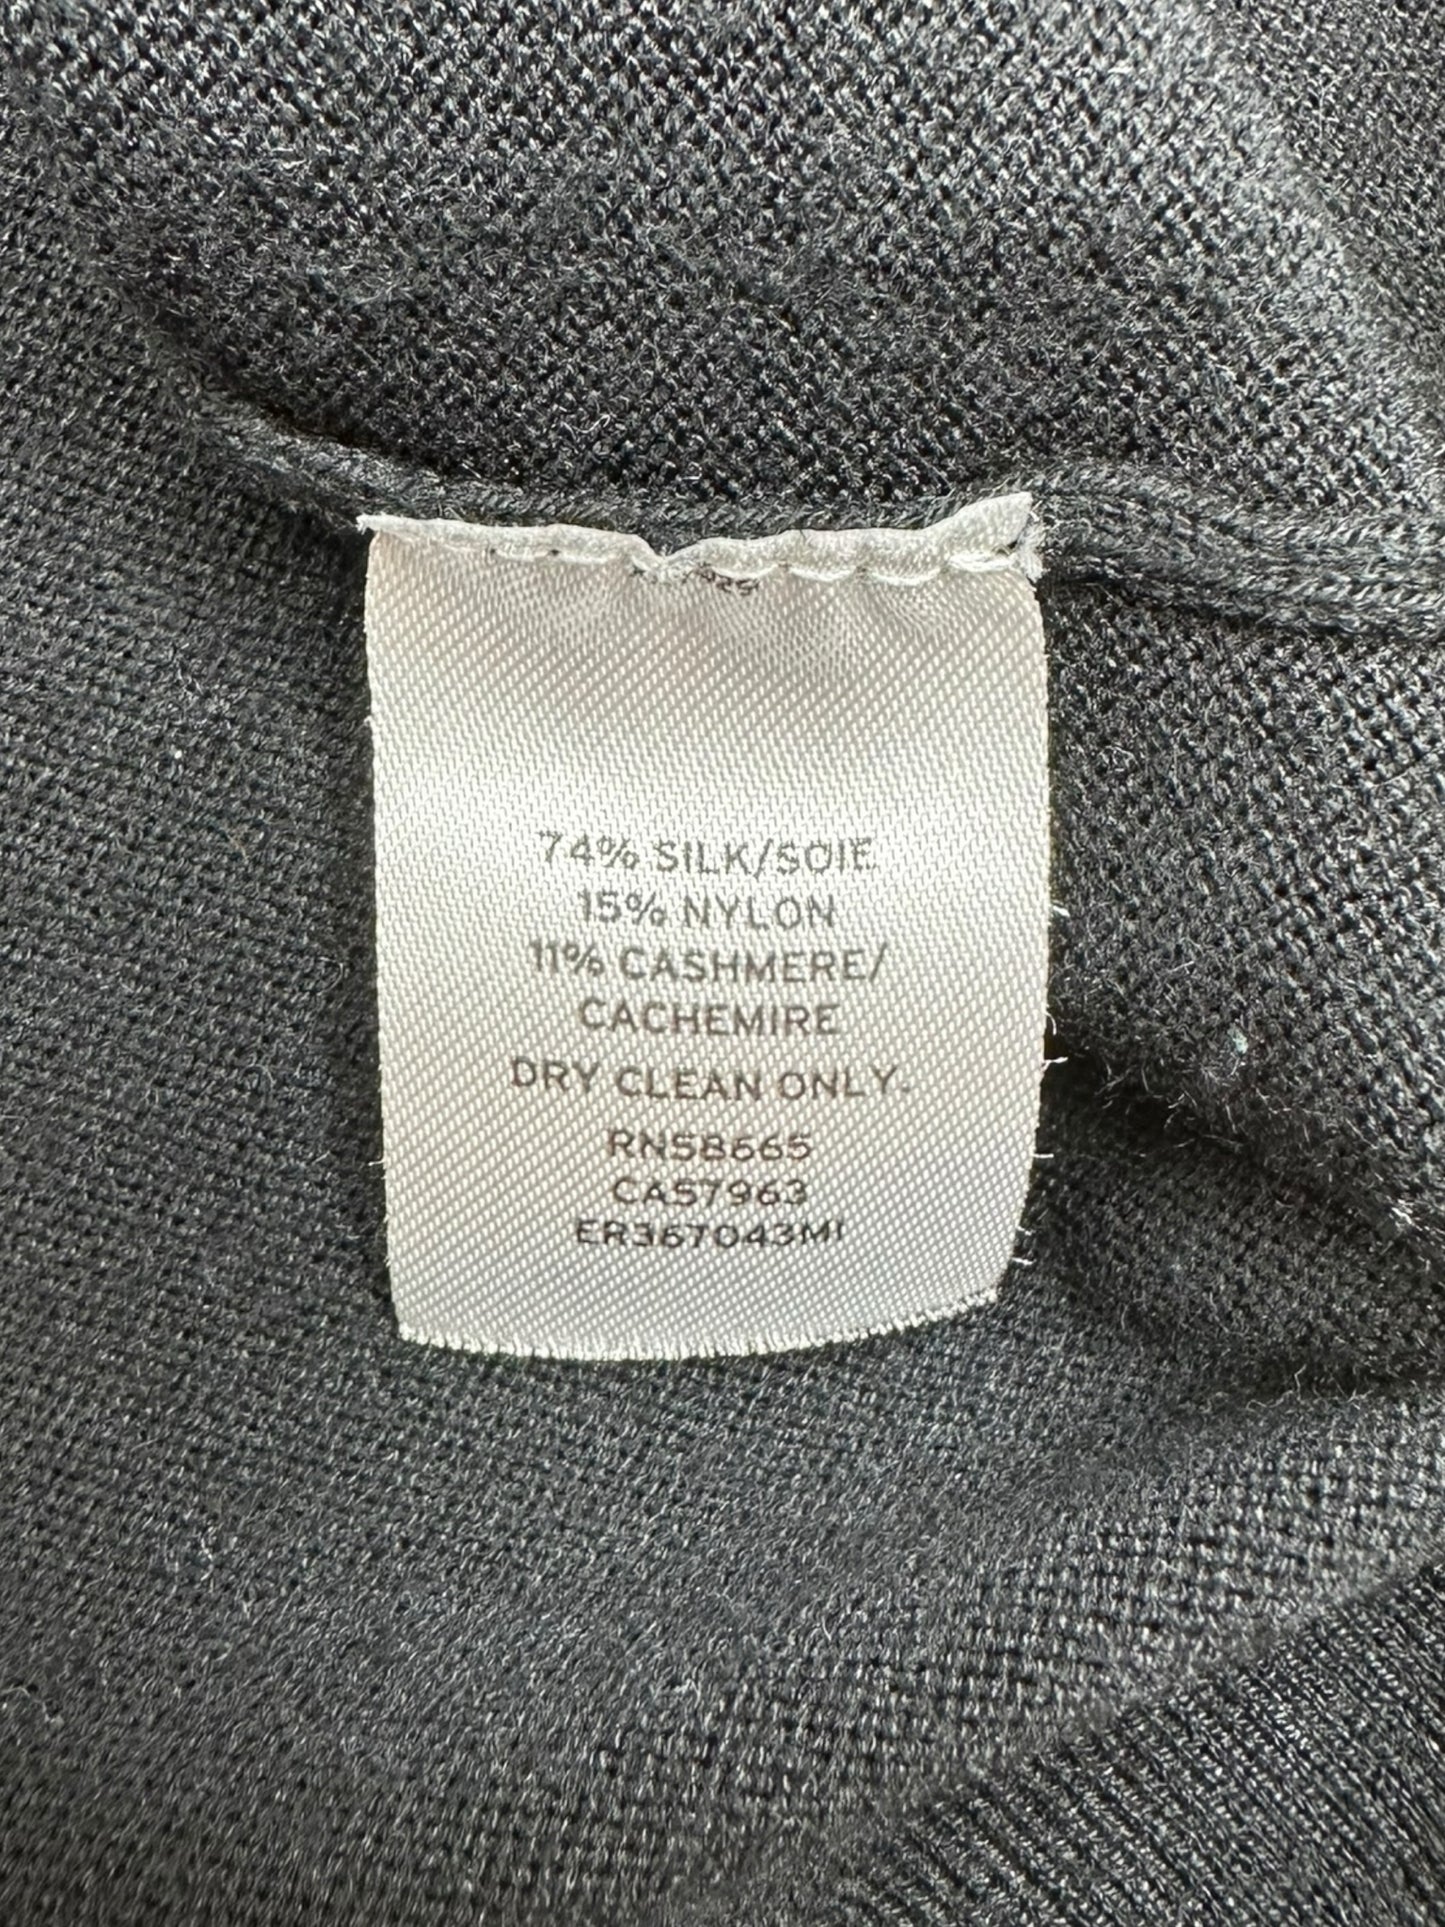 74% SILK/SOIE
15% NYLON
11% CASHMERE/
CACHEMIRE
DRY CLEAN ONLY.
RN58665
CA57963
ER367043MI